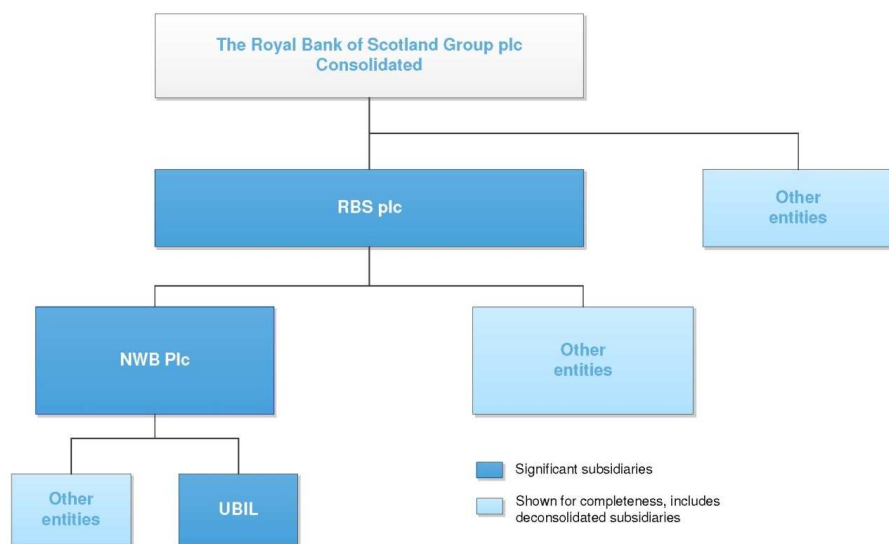 The Royal Bank of Scotland Group plc
Consolidated
RBS plc
Other
entities
NWB Plc
Other
entities
Other
entities
UBIL
Significant subsidiaries
Shown for completeness, includes
deconsolidated subsidiaries